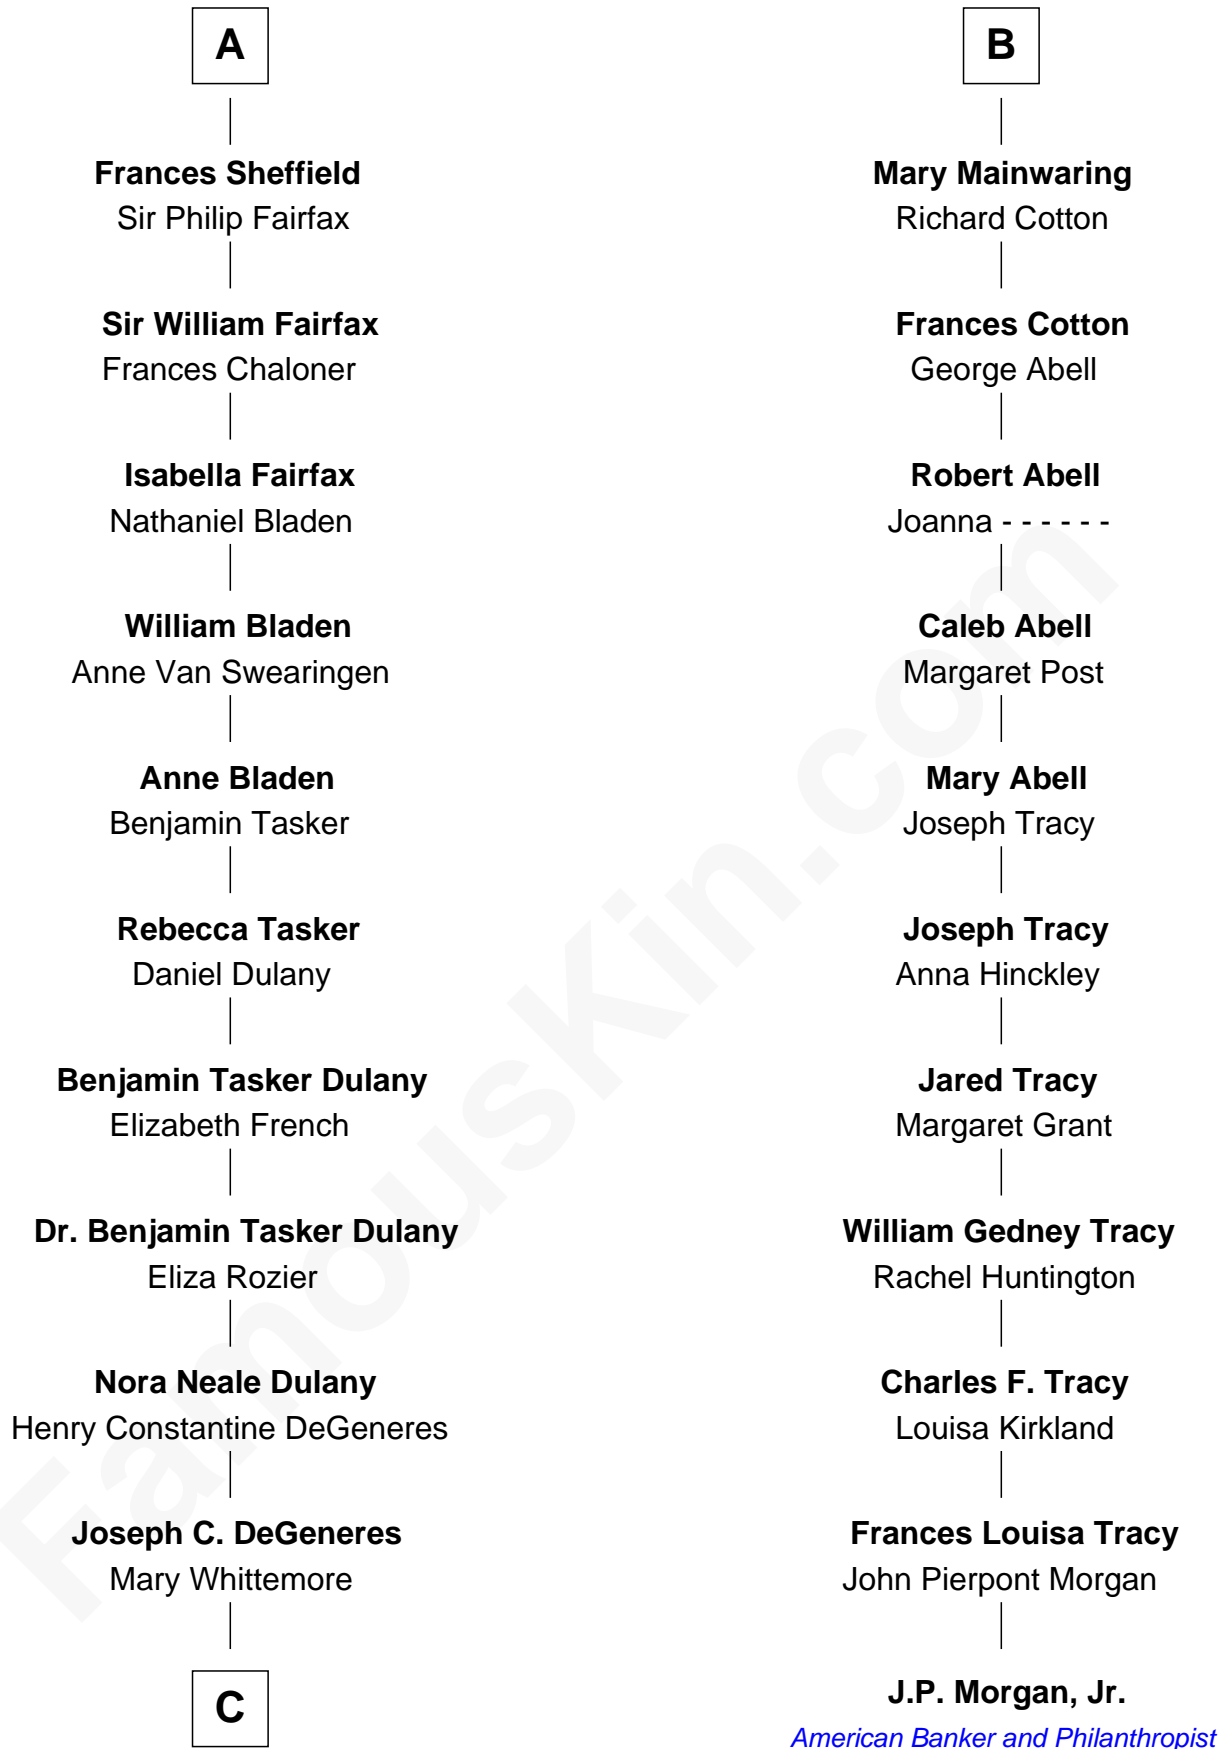 A
Frances Sheffield
Sir Philip Fairfax
Sir William Fairfax
Frances Chaloner
Isabella Fairfax
Nathaniel Bladen
William Bladen
Anne Van Swearingen
Anne Bladen
Benjamin Tasker
Rebecca Tasker
Daniel Dulany
Benjamin Tasker Dulany
Elizabeth French
Dr. Benjamin Tasker Dulany
Eliza Rozier
Nora Neale Dulany
Henry Constantine DeGeneres
Joseph C. DeGeneres
Mary Whittemore
C
B
Mary Mainwaring
Richard Cotton
Frances Cotton
George Abell
Robert Abell
Joanna - - - - - -
Caleb Abell
Margaret Post
Mary Abell
Joseph Tracy
Joseph Tracy
Anna Hinckley
Jared Tracy
Margaret Grant
William Gedney Tracy
Rachel Huntington
Charles F. Tracy
Louisa Kirkland
Frances Louisa Tracy
John Pierpont Morgan
J.P. Morgan, Jr.
American Banker and Philanthropist
FamousKin.com